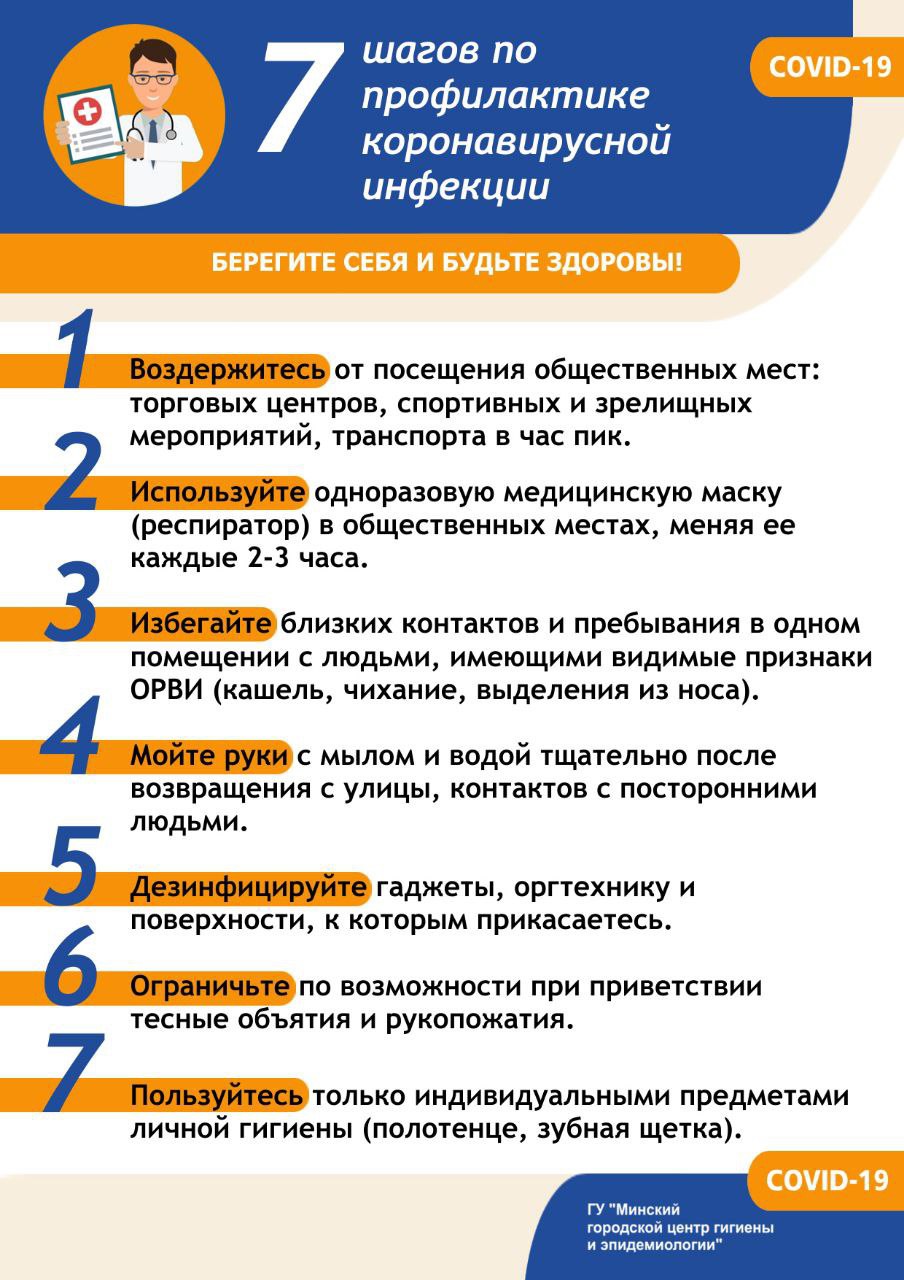 7
шагов по
профилактике
коронавирусной
инфекции
COVID-19
БЕРЕГИТЕ СЕБЯ И БУДЬТЕ ЗДОРОВЫ!
1
Воздержитесь от посещения общественных мест:
торговых центров, спортивных и зрелищных
мероприятий, транспорта в час пик.
2
Используйте одноразовую медицинскую маску
(респиратор) в общественных местах, меняя ее
каждые 2-3 часа.
3
Избегайте близких контактов и пребывания в одном
помещении с людьми, имеющими видимые признаки
ОРВИ (кашель, чихание, выделения из носа).
4
Мойте руки с мылом и водой тщательно после
возвращения с улицы, контактов с посторонними
людьми.
5
Дезинфицируйте гаджеты, оргтехнику и
поверхности, к которым прикасаетесь.
6
Ограничьте по возможности при приветствии
тесные объятия и рукопожатия.
7
Пользуйтесь только индивидуальными предметами
личной гигиены (полотенце, зубная щетка).
COVID-19
ГУ "Минский
городской центр гигиены
и эпидемиологии"